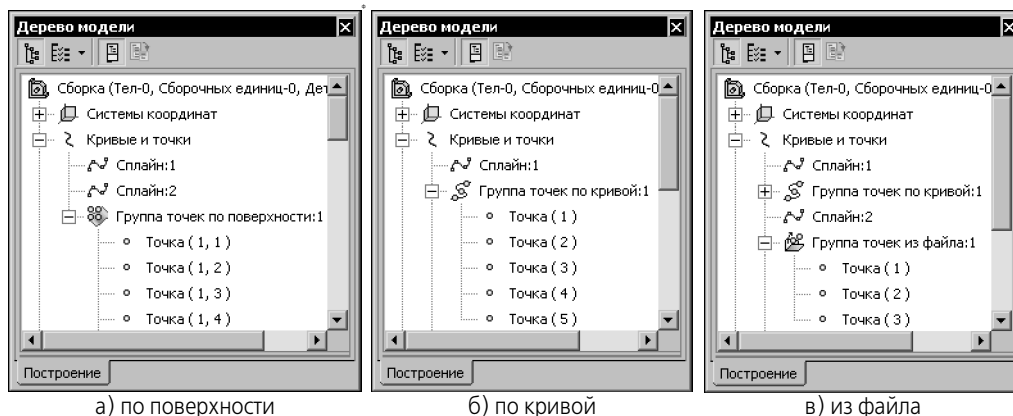 Дерево модели
Сборка (Тел-0, Сборочных единиц-0, Дет
Системы координат
Кривые и точки
Сплайн:1
Сплайн:2
Группа точек по поверхности:1
Точка ( 1, 1 )
Точка ( 1, 2 )
Точка ( 1, 3 )
Точка ( 1, 4 )
Построение
а) по поверхности
Дерево модели
Сборка (Тел-0, Сборочных единиц-0
Системы координат
Кривые и точки
Сплайн:1
Группа точек по кривой:1
Точка ( 1 )
Точка ( 2 )
Точка ( 3 )
Точка ( 4 )
Точка ( 5 )
Построение
б) по кривой
Дерево модели
Сборка (Тел-0, Сборочных единиц-0
Системы координат
Кривые и точки
Сплайн:1
Группа точек по кривой:1
Сплайн:2
Группа точек из файла:1
Точка ( 1 )
Точка ( 2 )
Точка ( 3 )
Построение
в) из файла